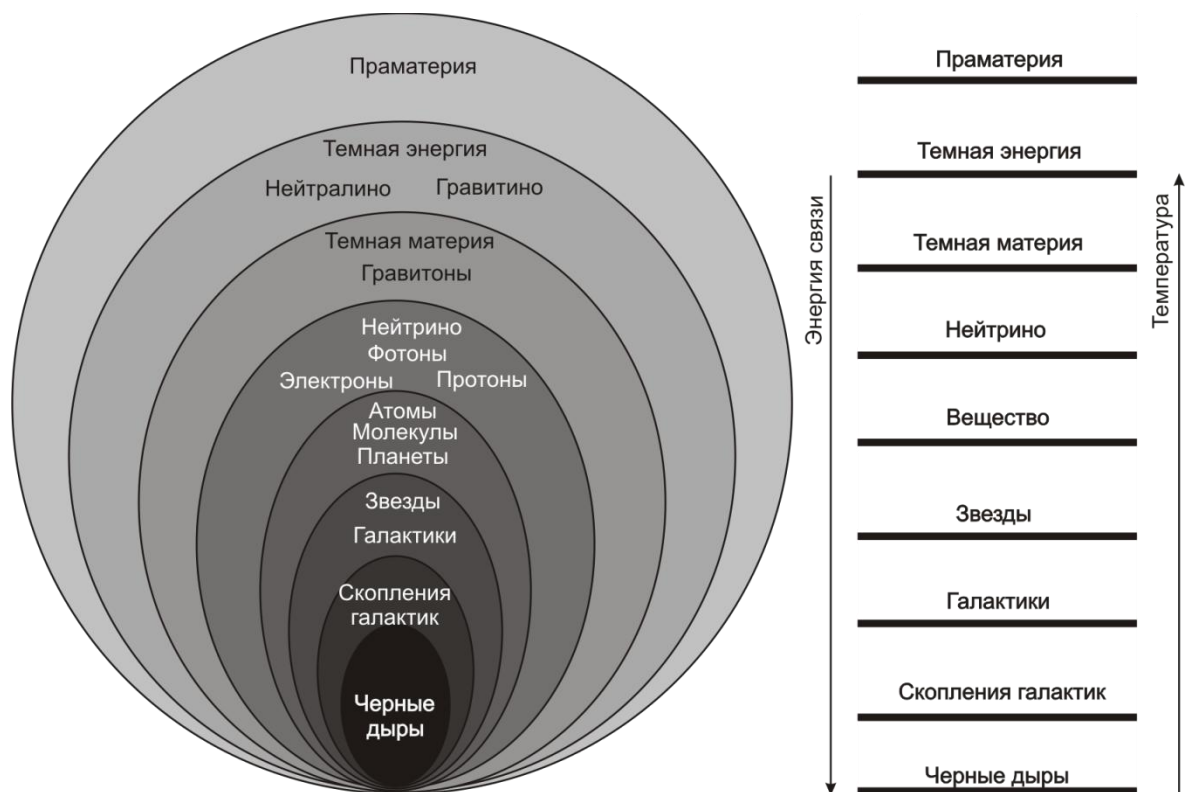 Праматерия
Темная энергия
Нейтралино Гравитино
Темная материя
Гравитоны
Нейтрино
Фотоны
Электроны Протоны
Атомы
Молекулы
Планеты
Звезды
Галактики
Скопления
галактик
Черные
дыры
Энергия связи
Праматерия
Темная энергия
Темная материя
Нейтрино
Вещество
Звезды
Галактики
Скопления галактик
Черные дыры
Температура